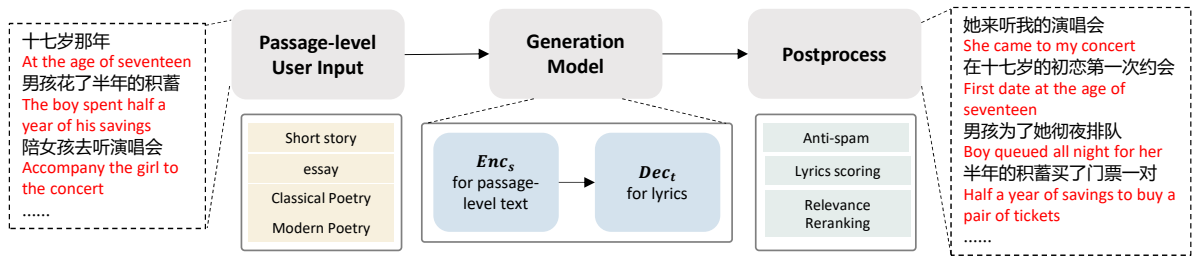 十七岁那年
At the age of seventeen
男孩花了半年的积蓄
The boy spent half a
year of his savings
陪女孩去听演唱会
Accompany the girl to
the concert
......
Passage-level
User Input
Short story
essay
Classical Poetry
Modern Poetry
Generation
Model
Enc_s
for passage-
level text
Dec_t
for lyrics
Postprocess
Anti-spam
Lyrics scoring
Relevance
Reranking
她来听我的演唱会
She came to my concert
在十七岁的初恋第一次约会
First date at the age of
seventeen
男孩为了她彻夜排队
Boy queued all night for her
半年的积蓄买了门票一对
Half a year of savings to buy a
pair of tickets
......